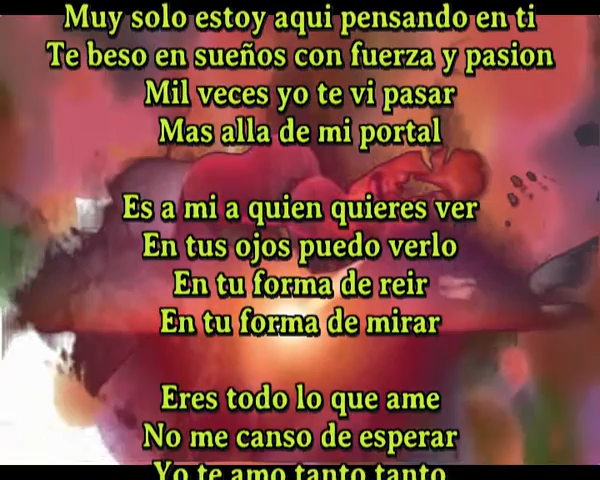 Muy solo estoy aqui pensando en ti
Te beso en sueños con fuerza y pasion
Mil veces yo te vi pasar
Mas alla de mi portal
Es a mi a quien quieres ver
En tus ojos puedo verlo
En tu forma de reir
En tu forma de mirar
Eres todo lo que ame
No me canso de esperar
Yo te amo tanto tanto